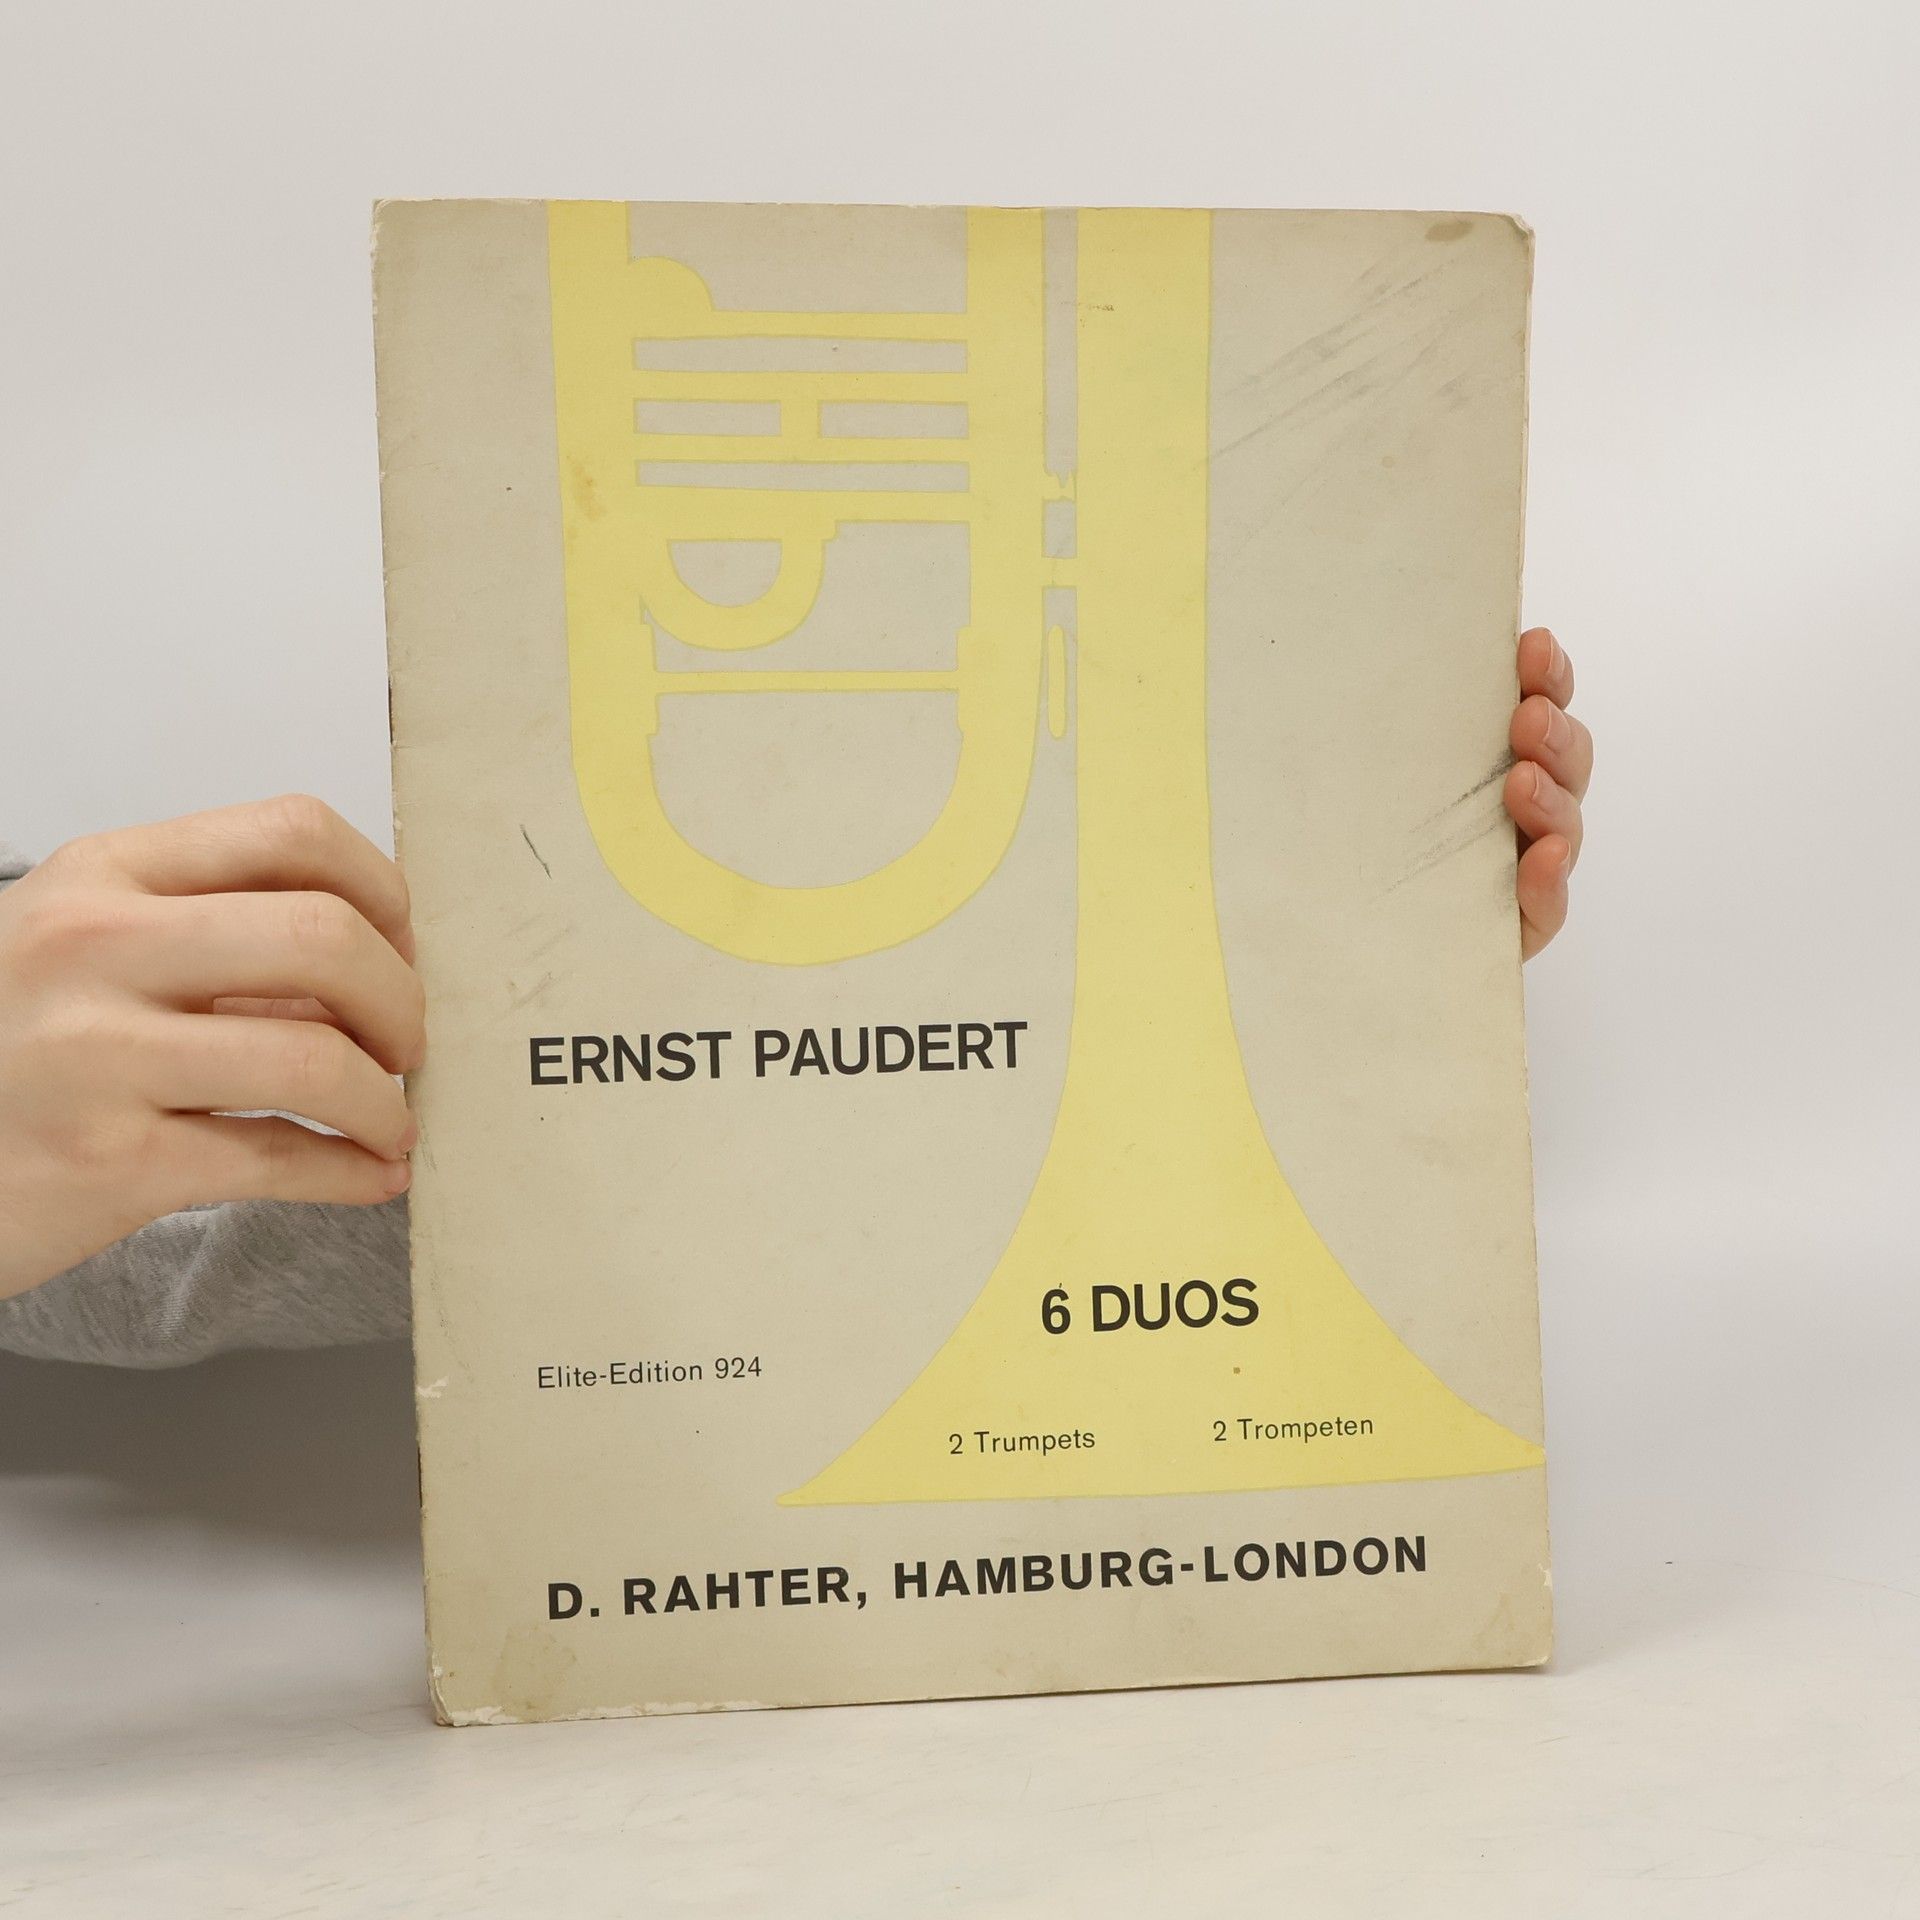 ERNST PAUDERT
6 DUOS
Elite-Edition 924
2 Trumpets 2 Trompeten
D. RAHTER, HAMBURG-LONDON